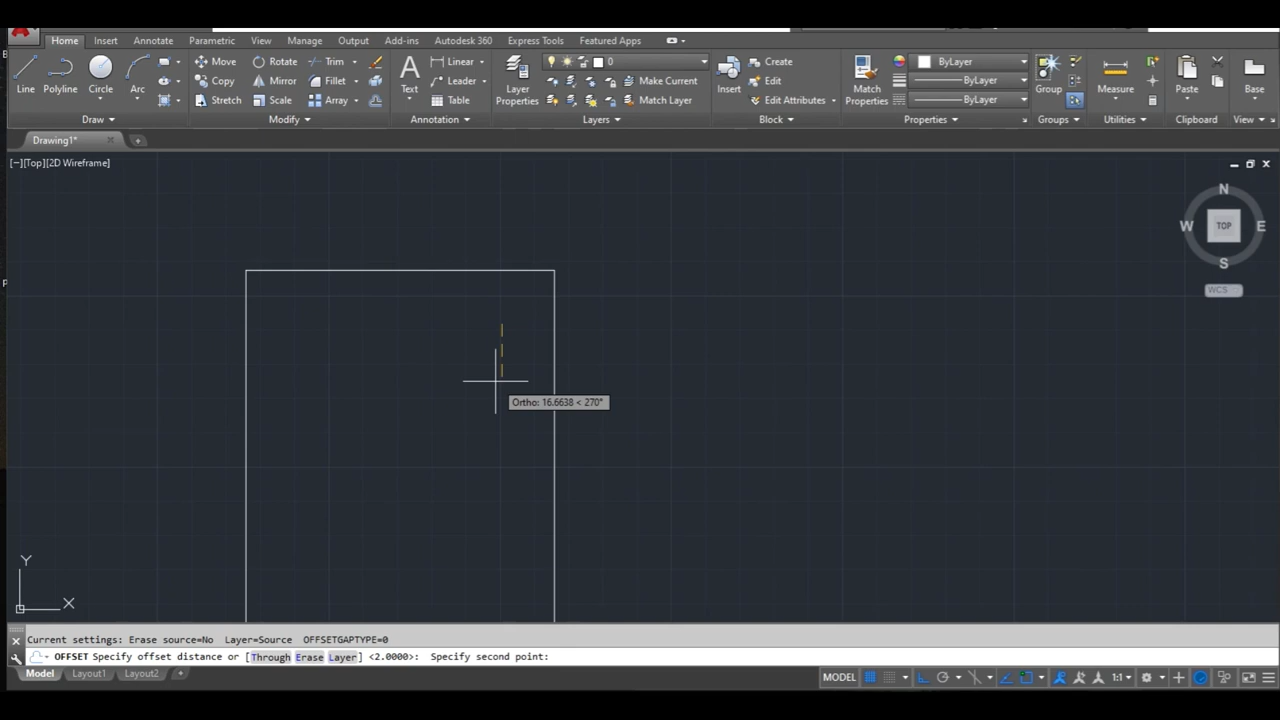 Home Insert Annotate Parametric View Manage Output Add-ins Autodesk 360 Express Tools Featured Apps
Line Polyline Circle Arc
Move Rotate Trim
Copy Mirror Fillet
Stretch Scale Array
Text Linear
Leader
Table
Layer Properties 0
Make Current
Match Layer
Insert Create
Edit
Edit Attributes
Match Properties ByLayer
ByLayer
ByLayer
Group Measure Paste Base
Draw Modify Annotation Layers Block Properties Groups Utilities Clipboard View
Drawing1*
[−][Top][2D Wireframe]
N
W TOP E
S
WCS
Ortho: 16.6638 < 270°
Y
X
Current settings: Erase source=No Layer=Source OFFSETGAPTYPE=0
OFFSET Specify offset distance or [Through Erase Layer] <2.0000>: Specify second point:
Model Layout1 Layout2 + MODEL 1:1